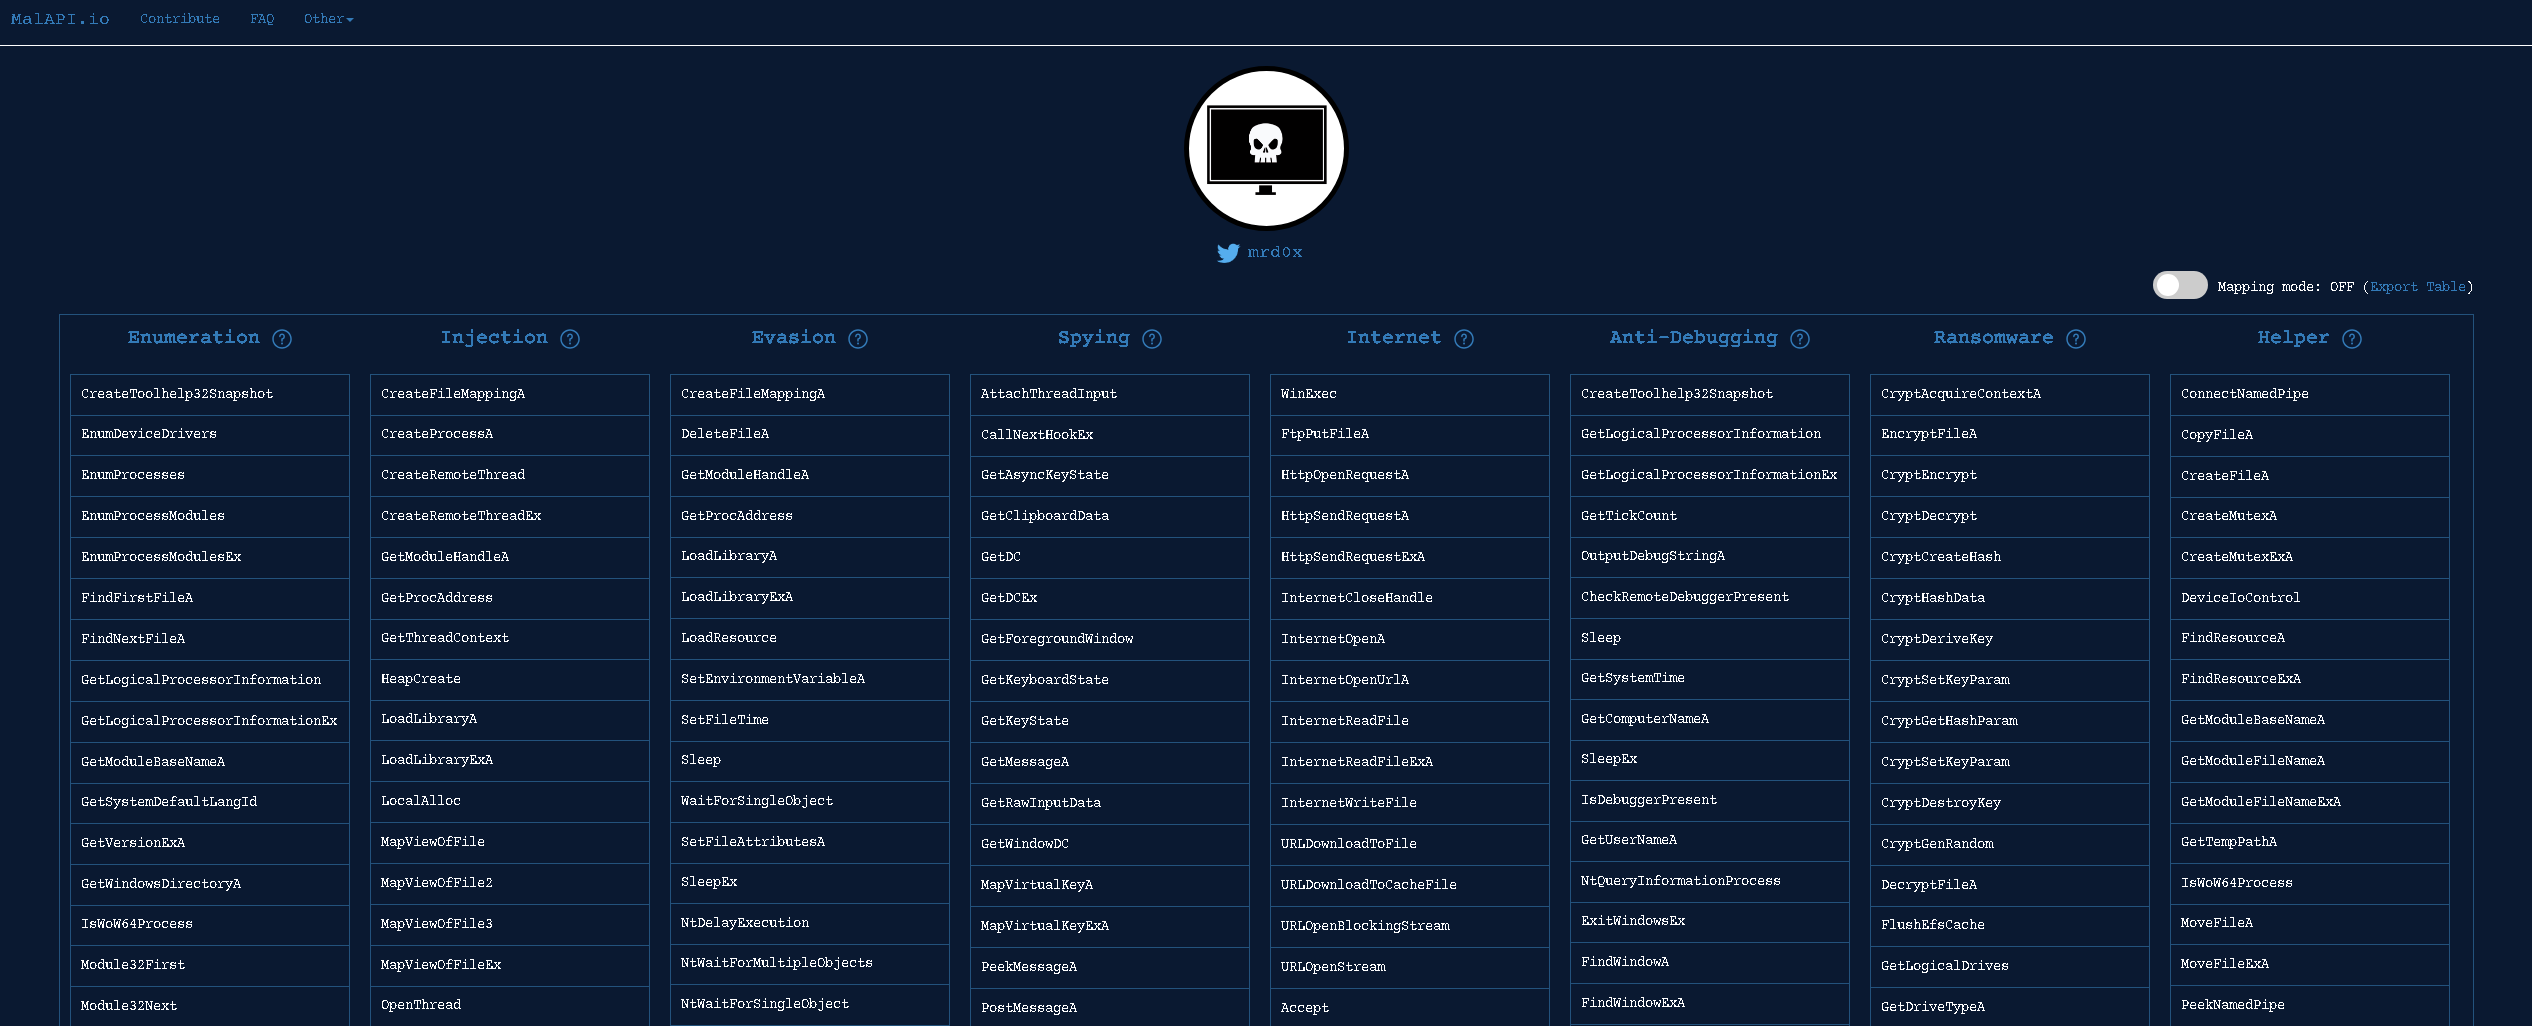 MalAPI.io Contribute FAQ Other
mrd0x
Mapping mode: OFF (Export Table)
Enumeration ? Injection ? Evasion ? Spying ? Internet ? Anti-Debugging ? Ransomware ? Helper ?
CreateToolhelp32Snapshot CreateFileMappingA CreateFileMappingA AttachThreadInput WinExec CreateToolhelp32Snapshot CryptAcquireContextA ConnectNamedPipe
EnumDeviceDrivers CreateProcessA DeleteFileA CallNextHookEx FtpPutFileA GetLogicalProcessorInformation EncryptFileA CopyFileA
EnumProcesses CreateRemoteThread GetModuleHandleA GetAsyncKeyState HttpOpenRequestA GetLogicalProcessorInformationEx CryptEncrypt CreateFileA
EnumProcessModules CreateRemoteThreadEx GetProcAddress GetClipboardData HttpSendRequestA GetTickCount CryptDecrypt CreateMutexA
EnumProcessModulesEx GetModuleHandleA LoadLibraryA GetDC HttpSendRequestExA OutputDebugStringA CryptCreateHash CreateMutexExA
FindFirstFileA GetProcAddress LoadLibraryExA GetDCEx InternetCloseHandle CheckRemoteDebuggerPresent CryptHashData DeviceIoControl
FindNextFileA GetThreadContext LoadResource GetForegroundWindow InternetOpenA Sleep CryptDeriveKey FindResourceA
GetLogicalProcessorInformation HeapCreate SetEnvironmentVariableA GetKeyboardState InternetOpenUrlA GetSystemTime CryptSetKeyParam FindResourceExA
GetLogicalProcessorInformationEx LoadLibraryA SetFileTime GetKeyState InternetReadFile GetComputerNameA CryptGetHashParam GetModuleBaseNameA
GetModuleBaseNameA LoadLibraryExA Sleep GetMessageA InternetReadFileExA SleepEx CryptSetKeyParam GetModuleFileNameA
GetSystemDefaultLangId LocalAlloc WaitForSingleObject GetRawInputData InternetWriteFile IsDebuggerPresent CryptDestroyKey GetModuleFileNameExA
GetVersionExA MapViewOfFile SetFileAttributesA GetWindowDC URLDownloadToFile GetUserNameA CryptGenRandom GetTempPathA
GetWindowsDirectoryA MapViewOfFile2 SleepEx MapVirtualKeyA URLDownloadToCacheFile NtQueryInformationProcess DecryptFileA IsWoW64Process
IsWoW64Process MapViewOfFile3 NtDelayExecution MapVirtualKeyExA URLOpenBlockingStream ExitWindowsEx FlushEfsCache MoveFileA
Module32First MapViewOfFileEx NtWaitForMultipleObjects PeekMessageA URLOpenStream FindWindowA GetLogicalDrives MoveFileExA
Module32Next OpenThread NtWaitForSingleObject PostMessageA Accept FindWindowExA GetDriveTypeA PeekNamedPipe